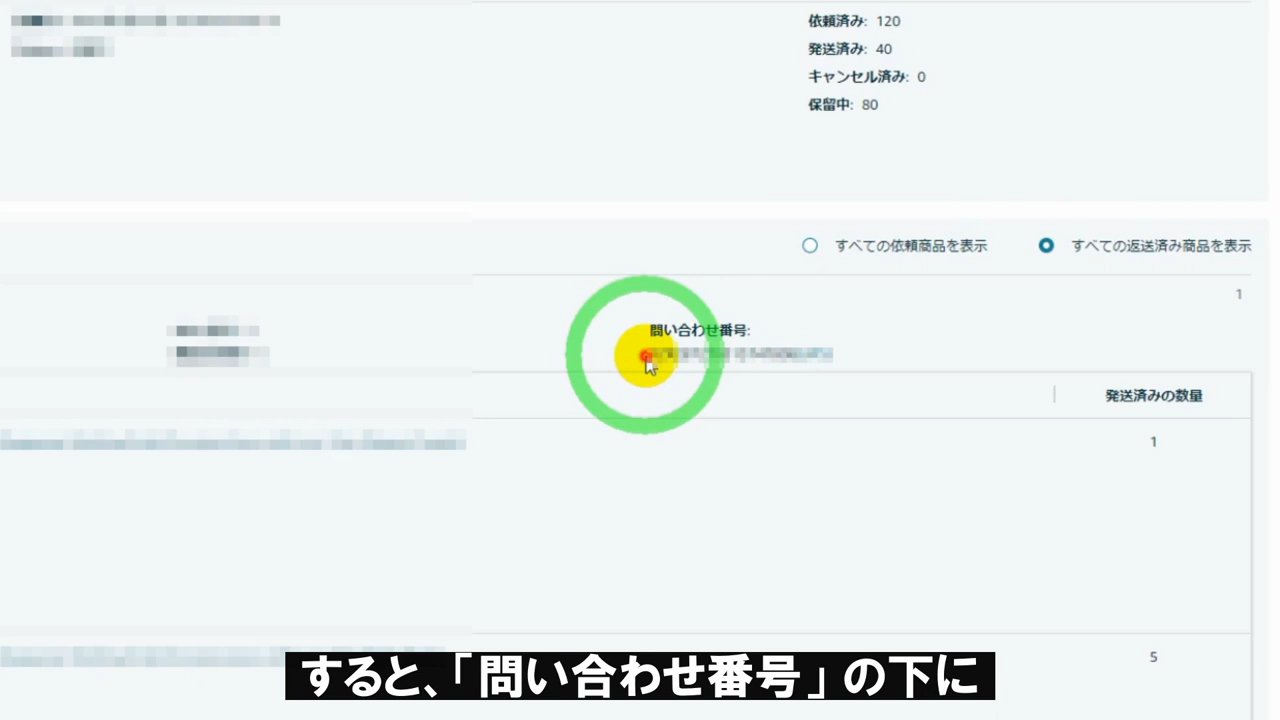 依頼済み: 120
発送済み: 40
キャンセル済み: 0
保留中: 80
すべての依頼商品を表示 すべての返送済み商品を表示
1
問い合わせ番号:
発送済みの数量
1
5
すると、「問い合わせ番号」の下に